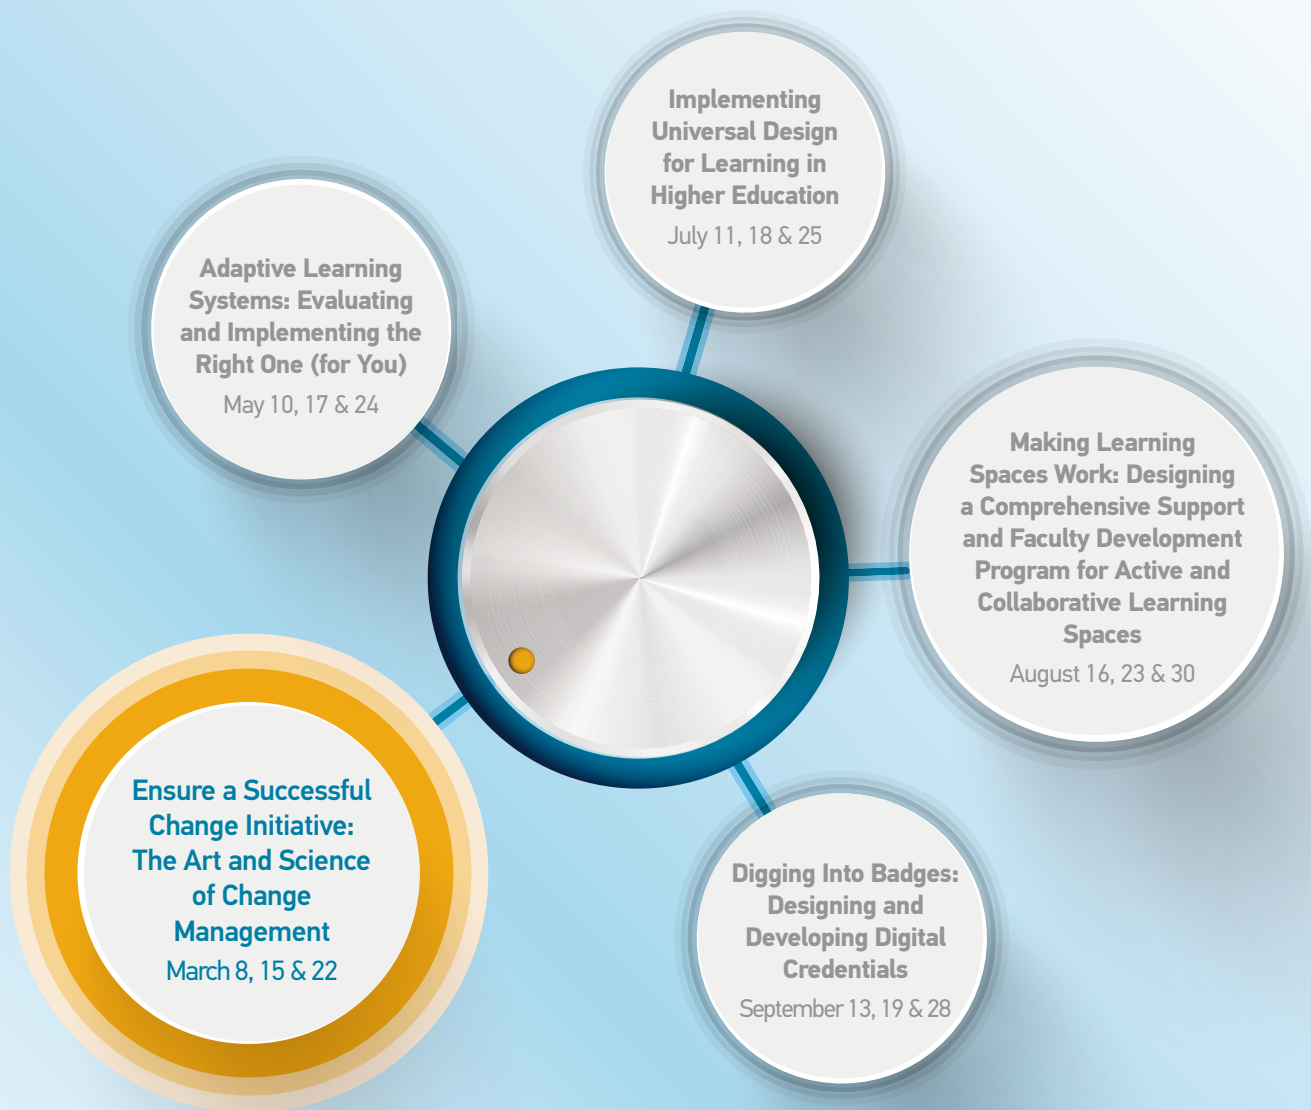 Implementing
Universal Design
for Learning in
Higher Education
July 11, 18 & 25
Adaptive Learning
Systems: Evaluating
and Implementing the
Right One (for You)
May 10, 17 & 24
Making Learning
Spaces Work: Designing
a Comprehensive Support
and Faculty Development
Program for Active and
Collaborative Learning
Spaces
August 16, 23 & 30
Ensure a Successful
Change Initiative:
The Art and Science
of Change
Management
March 8, 15 & 22
Digging Into Badges:
Designing and
Developing Digital
Credentials
September 13, 19 & 28